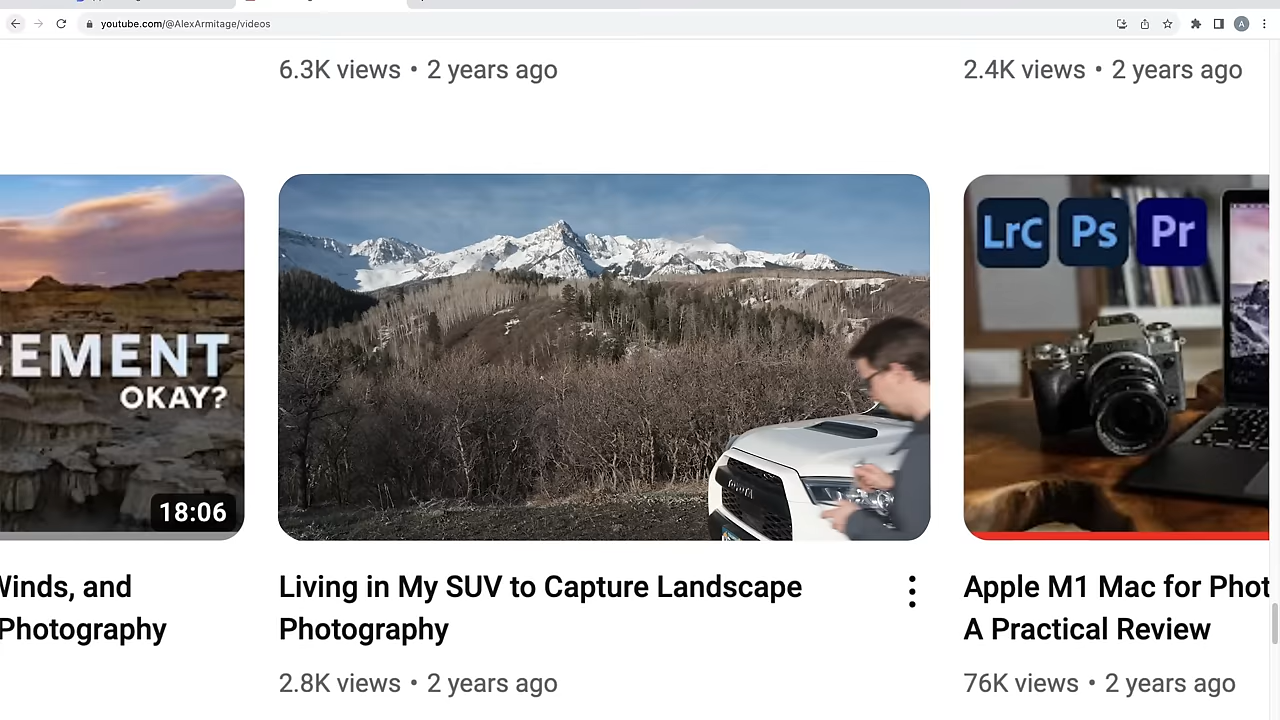 youtube.com/@AlexArmitage/videos
A
6.3K views • 2 years ago
2.4K views • 2 years ago
CEMENT
OKAY?
18:06
LrC Ps Pr
Winds, and
Photography
Living in My SUV to Capture Landscape
Photography
2.8K views • 2 years ago
Apple M1 Mac for Phot
A Practical Review
76K views • 2 years ago